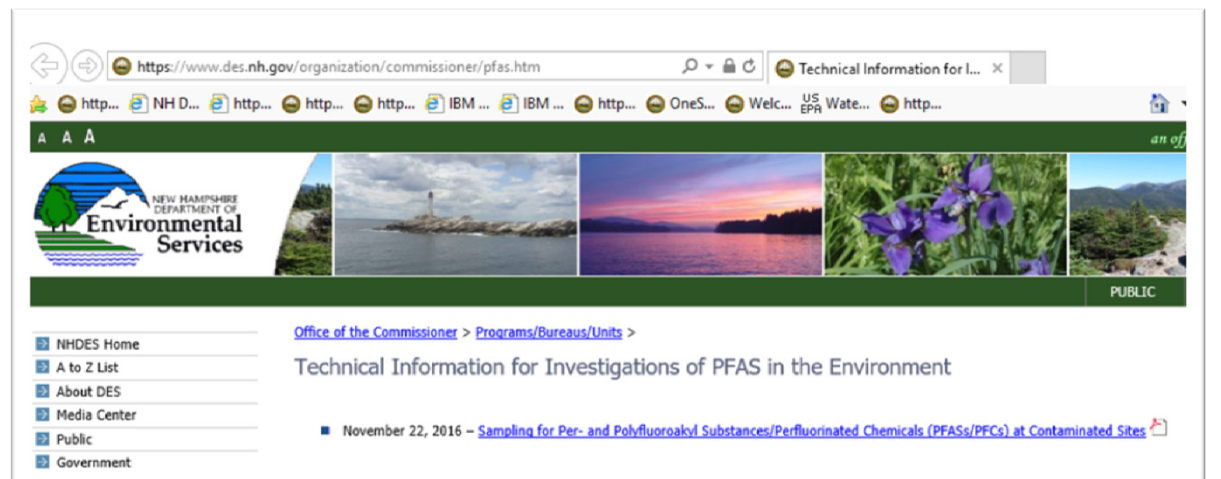 https://www.des.nh.gov/organization/commissioner/pfas.htm
Technical Information for I...
http... NH D... http... http... http... IBM ... IBM ... http... OneS... Welc... US EPA Wate... http...
A A A
an off
NEW HAMPSHIRE
DEPARTMENT OF
Environmental
Services
PUBLIC
Office of the Commissioner > Programs/Bureaus/Units >
Technical Information for Investigations of PFAS in the Environment
NHDES Home
A to Z List
About DES
Media Center
Public
Government
November 22, 2016 – Sampling for Per- and Polyfluoroakyl Substances/Perfluorinated Chemicals (PFASs/PFCs) at Contaminated Sites